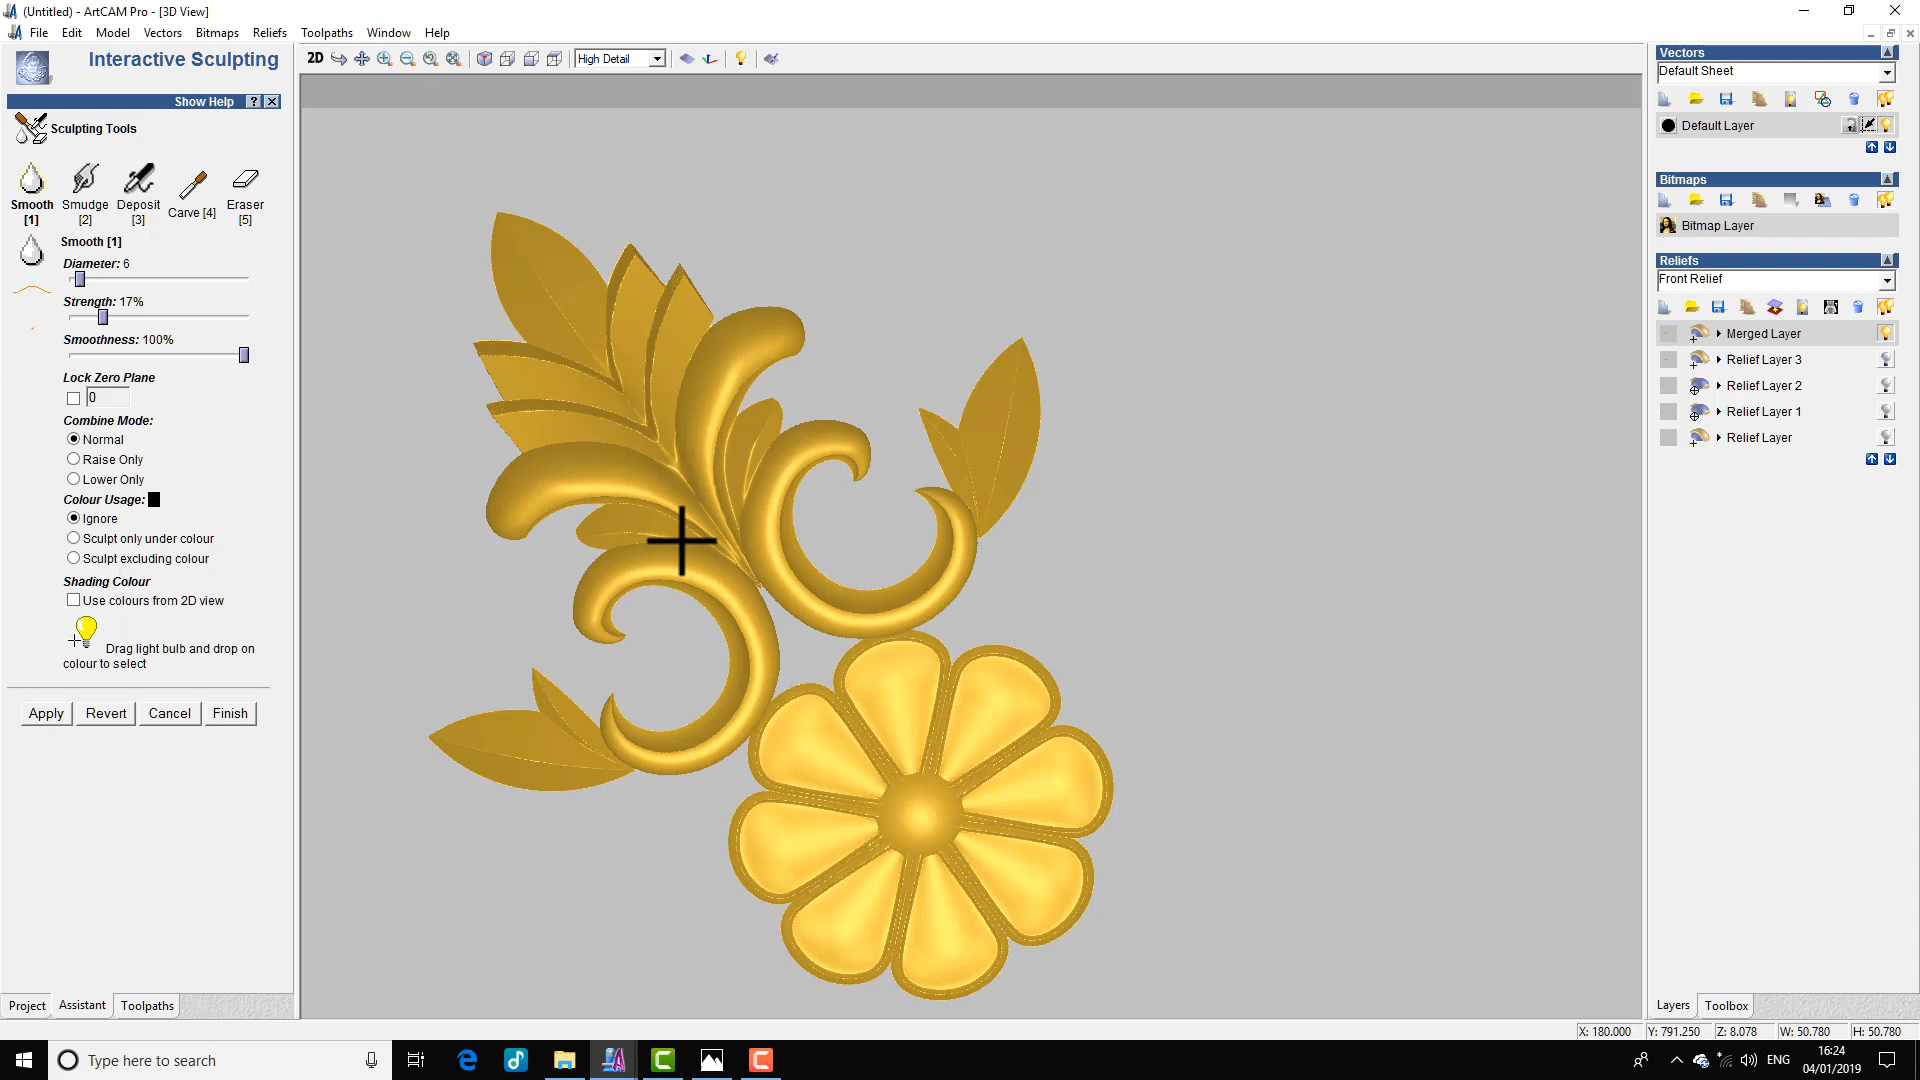 (Untitled) - ArtCAM Pro - [3D View]
File Edit Model Vectors Bitmaps Reliefs Toolpaths Window Help
Interactive Sculpting
Show Help ?
Sculpting Tools
Smooth [1]
Smudge [2]
Deposit [3]
Carve [4]
Eraser [5]
Smooth [1]
Diameter: 6
Strength: 17%
Smoothness: 100%
Lock Zero Plane
0
Combine Mode:
Normal
Raise Only
Lower Only
Colour Usage:
Ignore
Sculpt only under colour
Sculpt excluding colour
Shading Colour
Use colours from 2D view
Drag light bulb and drop on
colour to select
Apply Revert Cancel Finish
Project Assistant Toolpaths
2D High Detail
Vectors
Default Sheet
Default Layer
Bitmaps
Bitmap Layer
Reliefs
Front Relief
Merged Layer
Relief Layer 3
Relief Layer 2
Relief Layer 1
Relief Layer
Layers Toolbox
X: 180.000 Y: 791.250 Z: 8.078 W: 50.780 H: 50.780
Type here to search
ENG
16:24
04/01/2019